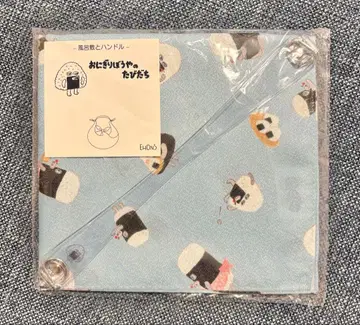 - 風呂敷とハンドル -
おにぎりぼうやの
たびだち